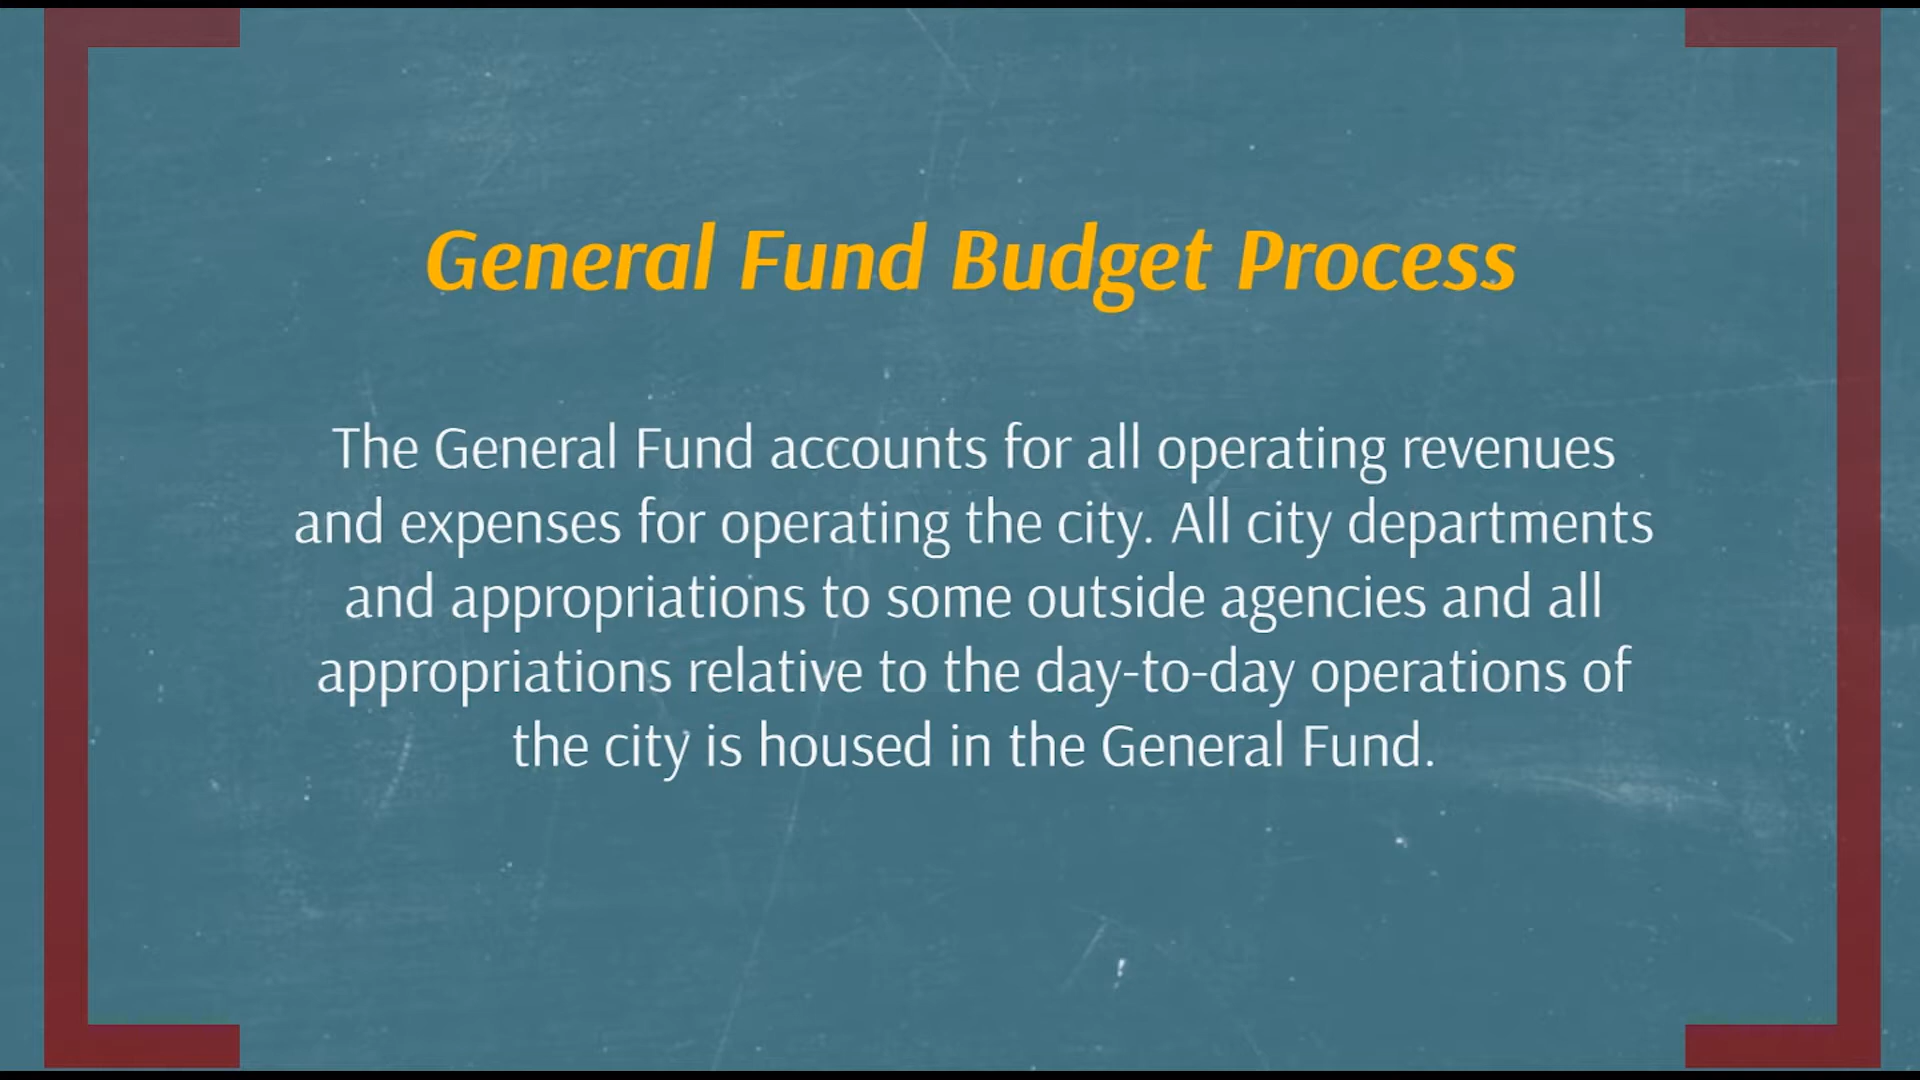 General Fund Budget Process
The General Fund accounts for all operating revenues
and expenses for operating the city. All city departments
and appropriations to some outside agencies and all
appropriations relative to the day-to-day operations of
the city is housed in the General Fund.